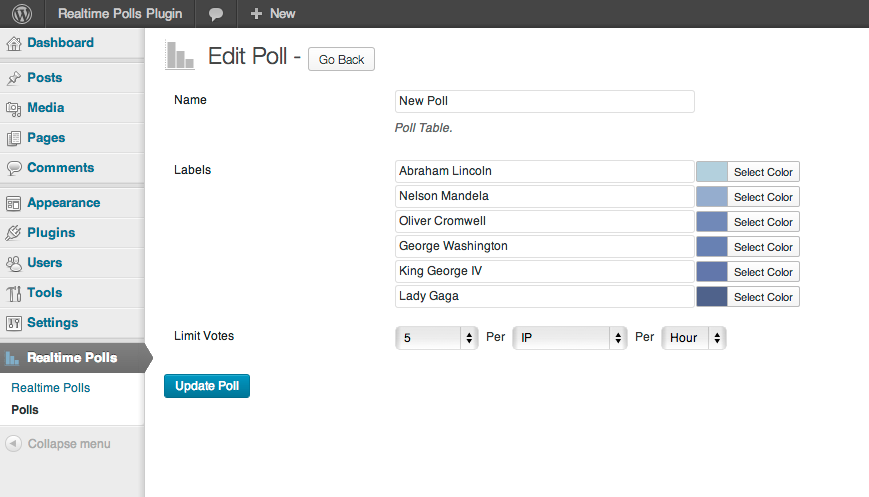 Realtime Polls Plugin New
Dashboard
Posts
Media
Pages
Comments
Appearance
Plugins
Users
Tools
Settings
Realtime Polls
Realtime Polls
Polls
Collapse menu
Edit Poll - Go Back
Name New Poll
Poll Table.
Labels Abraham Lincoln Select Color
Nelson Mandela Select Color
Oliver Cromwell Select Color
George Washington Select Color
King George IV Select Color
Lady Gaga Select Color
Limit Votes 5 Per IP Per Hour
Update Poll